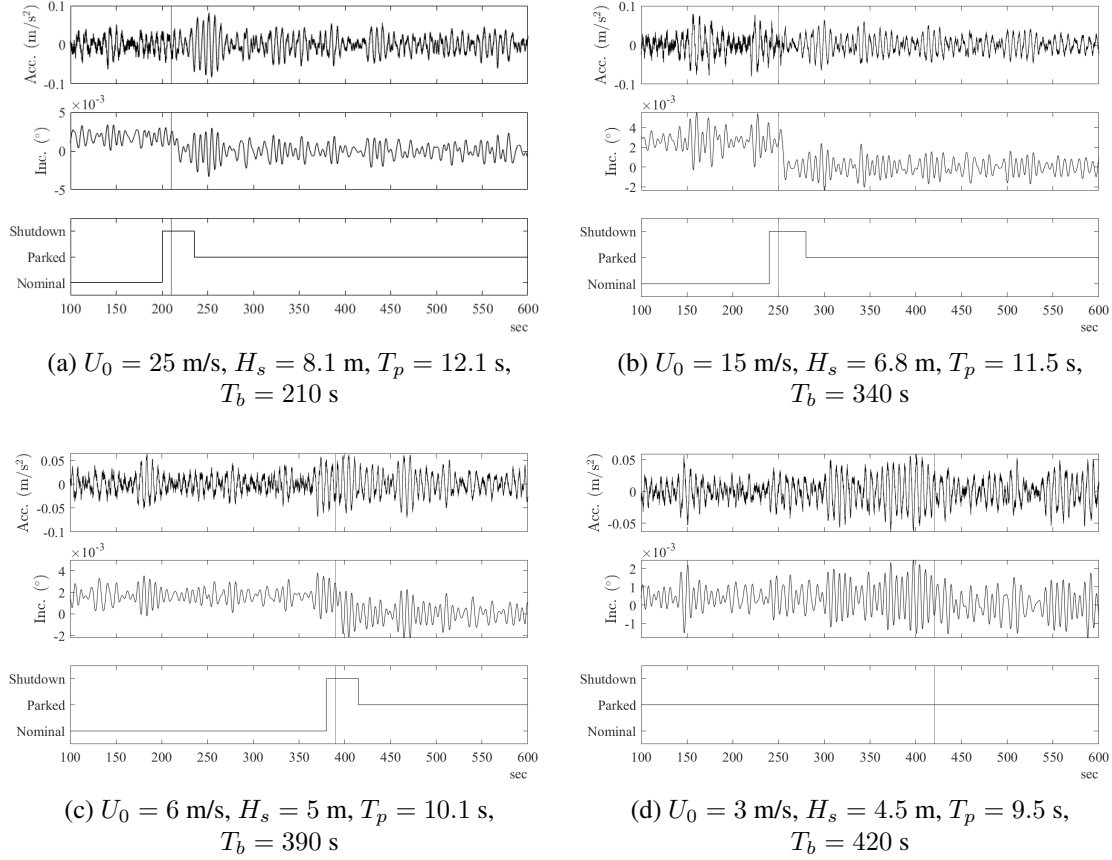 0.1
0
-0.1
Acc. (m/s²)
×10⁻³
5
0
-5
Inc. (°)
Shutdown
Parked
Nominal
100 150 200 250 300 350 400 450 500 550 600
sec
(a) U₀ = 25 m/s, Hₛ = 8.1 m, Tₚ = 12.1 s,
T_b = 210 s
0.1
0
-0.1
Acc. (m/s²)
×10⁻³
4
2
0
-2
Inc. (°)
Shutdown
Parked
Nominal
100 150 200 250 300 350 400 450 500 550 600
sec
(b) U₀ = 15 m/s, Hₛ = 6.8 m, Tₚ = 11.5 s,
T_b = 340 s
0.05
0
-0.05
-0.1
Acc. (m/s²)
×10⁻³
4
2
0
-2
Inc. (°)
Shutdown
Parked
Nominal
100 150 200 250 300 350 400 450 500 550 600
sec
(c) U₀ = 6 m/s, Hₛ = 5 m, Tₚ = 10.1 s,
T_b = 390 s
0.05
0
-0.05
Acc. (m/s²)
×10⁻³
2
1
0
-1
Inc. (°)
Shutdown
Parked
Nominal
100 150 200 250 300 350 400 450 500 550 600
sec
(d) U₀ = 3 m/s, Hₛ = 4.5 m, Tₚ = 9.5 s,
T_b = 420 s